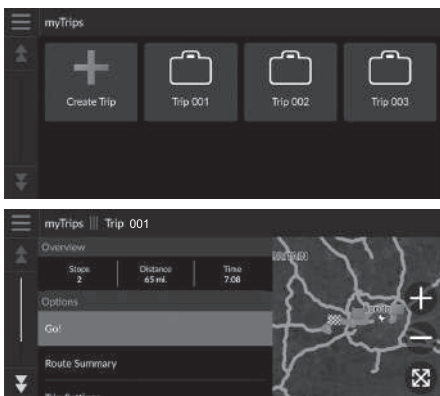 myTrips
Create Trip
Trip 001
Trip 002
Trip 003
myTrips Trip 001
Overview
Stops
2
Distance
65 mi.
Time
7:08
Options
Go!
Route Summary